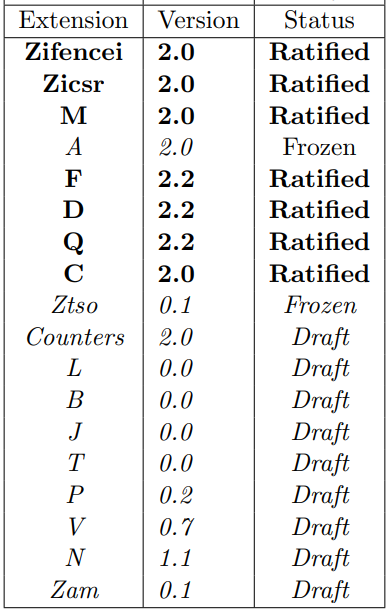 Extension Version Status
Zifencei 2.0 Ratified
Zicsr 2.0 Ratified
M 2.0 Ratified
A 2.0 Frozen
F 2.2 Ratified
D 2.2 Ratified
Q 2.2 Ratified
C 2.0 Ratified
Ztso 0.1 Frozen
Counters 2.0 Draft
L 0.0 Draft
B 0.0 Draft
J 0.0 Draft
T 0.0 Draft
P 0.2 Draft
V 0.7 Draft
N 1.1 Draft
Zam 0.1 Draft